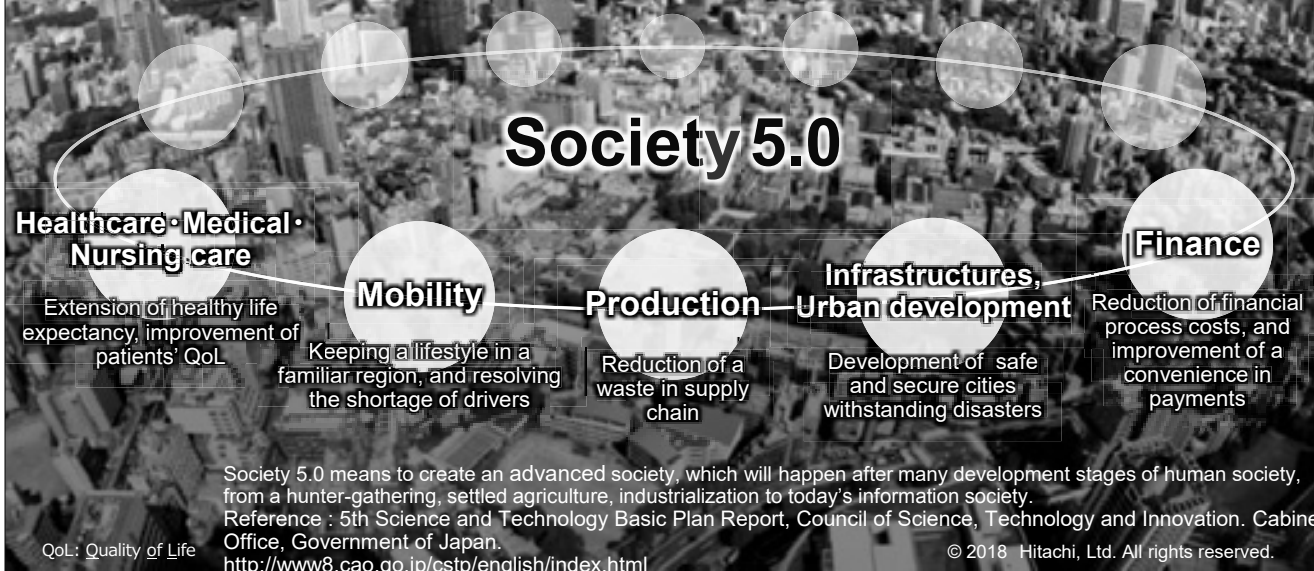 Society 5.0
Healthcare・Medical・
Nursing care
Extension of healthy life
expectancy, improvement of
patients' QoL
Mobility
Keeping a lifestyle in a
familiar region, and resolving
the shortage of drivers
Production
Reduction of a
waste in supply
chain
Infrastructures,
Urban development
Development of safe
and secure cities
withstanding disasters
Finance
Reduction of financial
process costs, and
improvement of a
convenience in
payments
Society 5.0 means to create an advanced society, which will happen after many development stages of human society,
from a hunter-gathering, settled agriculture, industrialization to today's information society.
Reference : 5th Science and Technology Basic Plan Report, Council of Science, Technology and Innovation. Cabine
Office, Government of Japan.
http://www8.cao.go.jp/cstp/english/index.html
QoL: Quality of Life
© 2018 Hitachi, Ltd. All rights reserved.